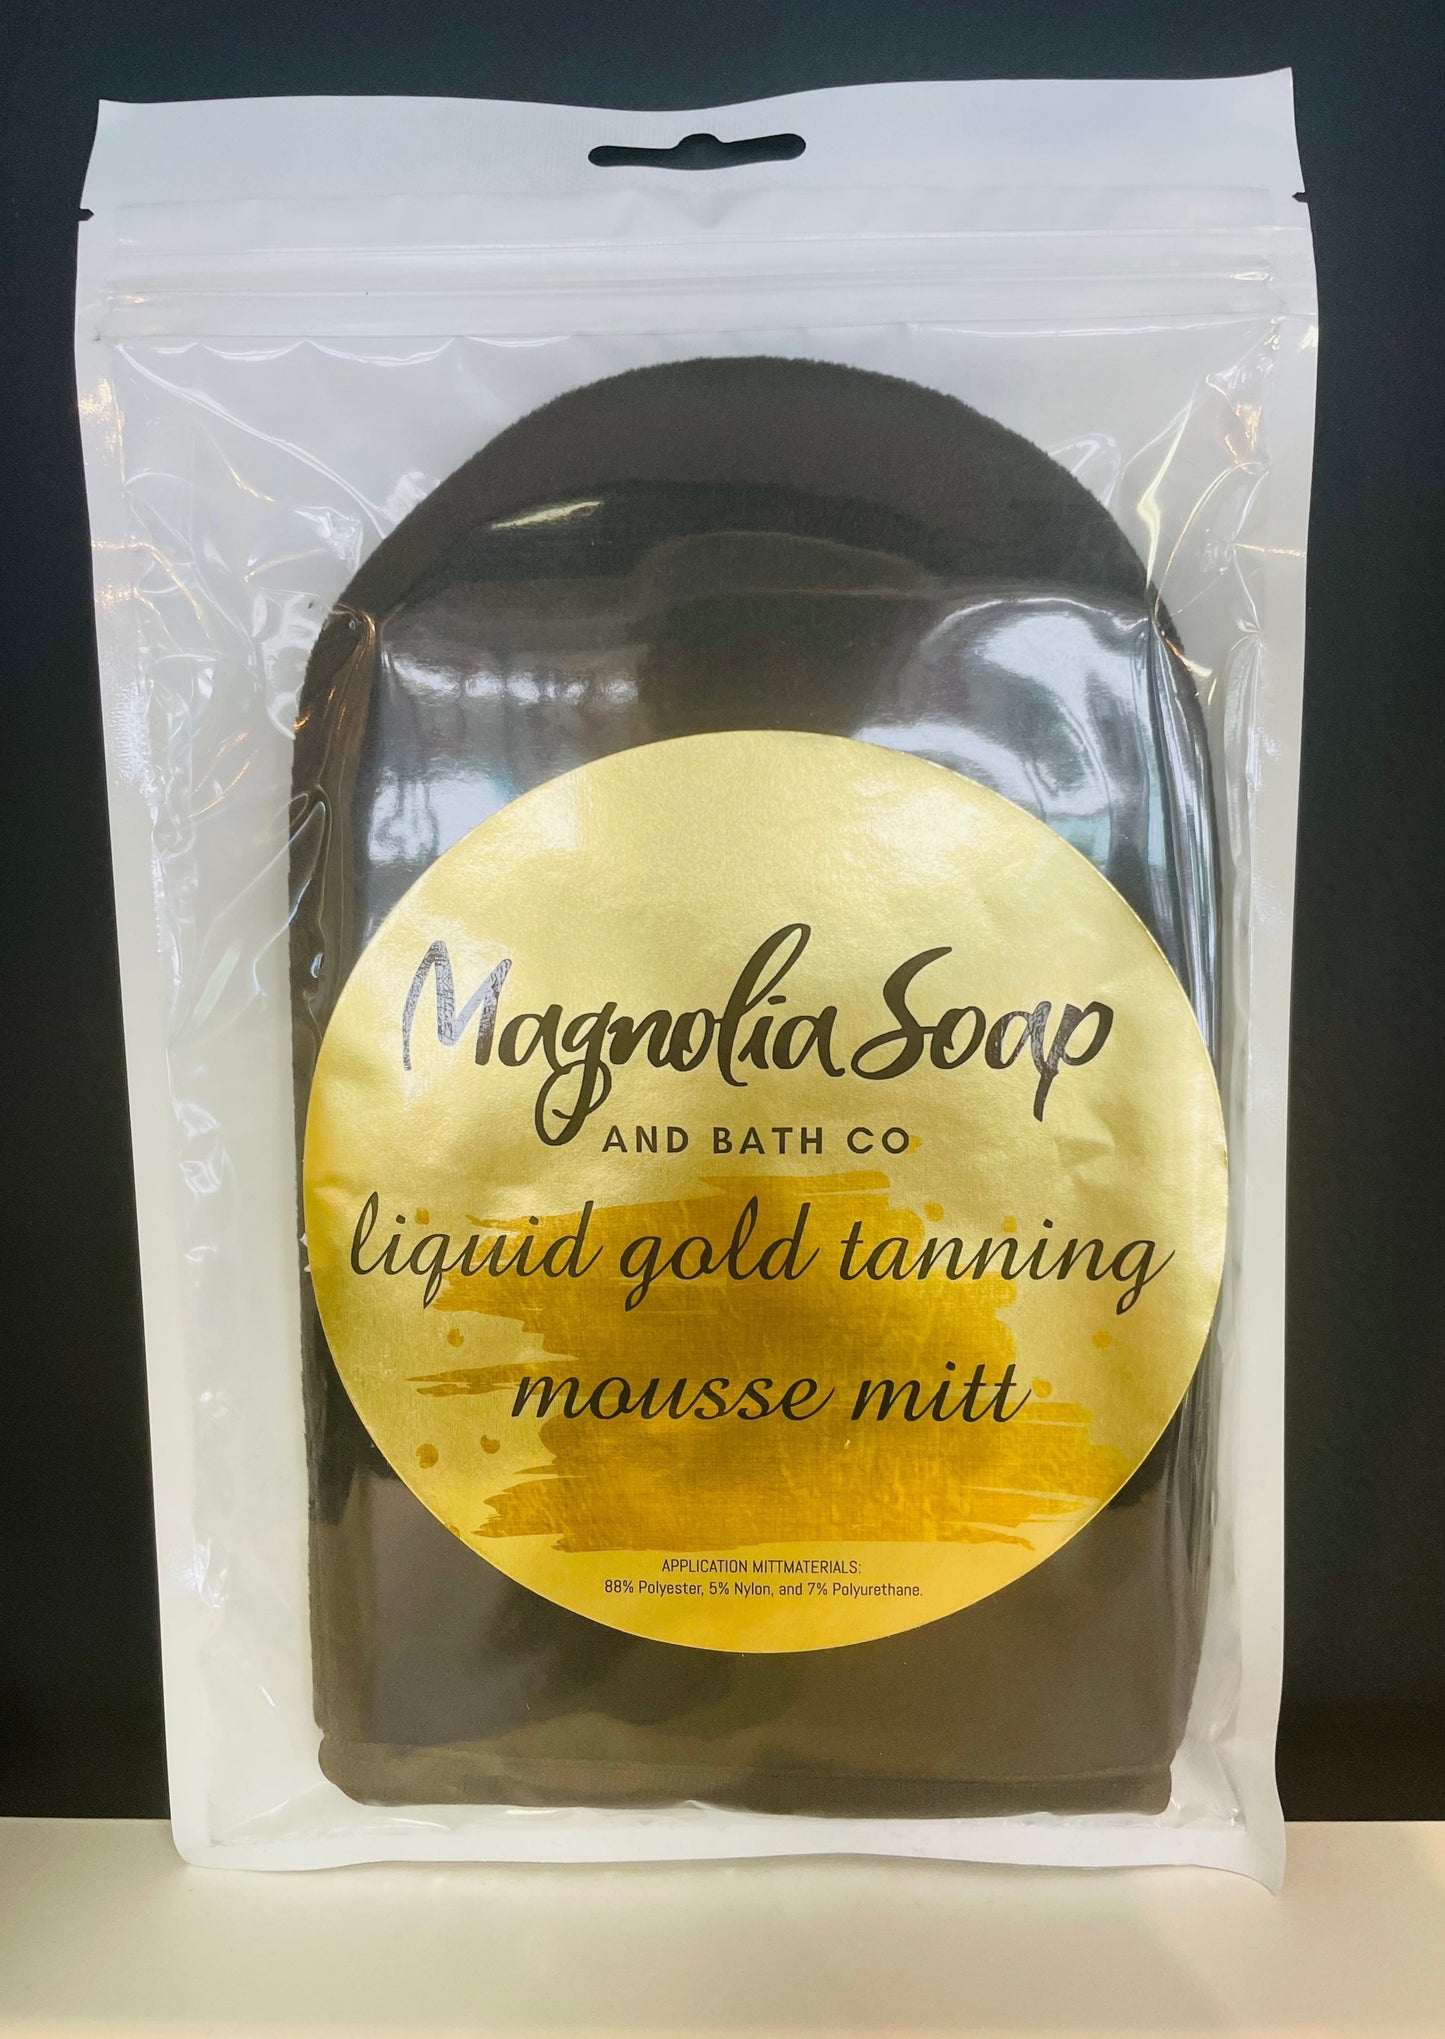 Magnolia Soap
AND BATH CO
liquid gold tanning
mousse mitt
APPLICATION MITTMATERIALS:
88% Polyester, 5% Nylon, and 7% Polyurethane.